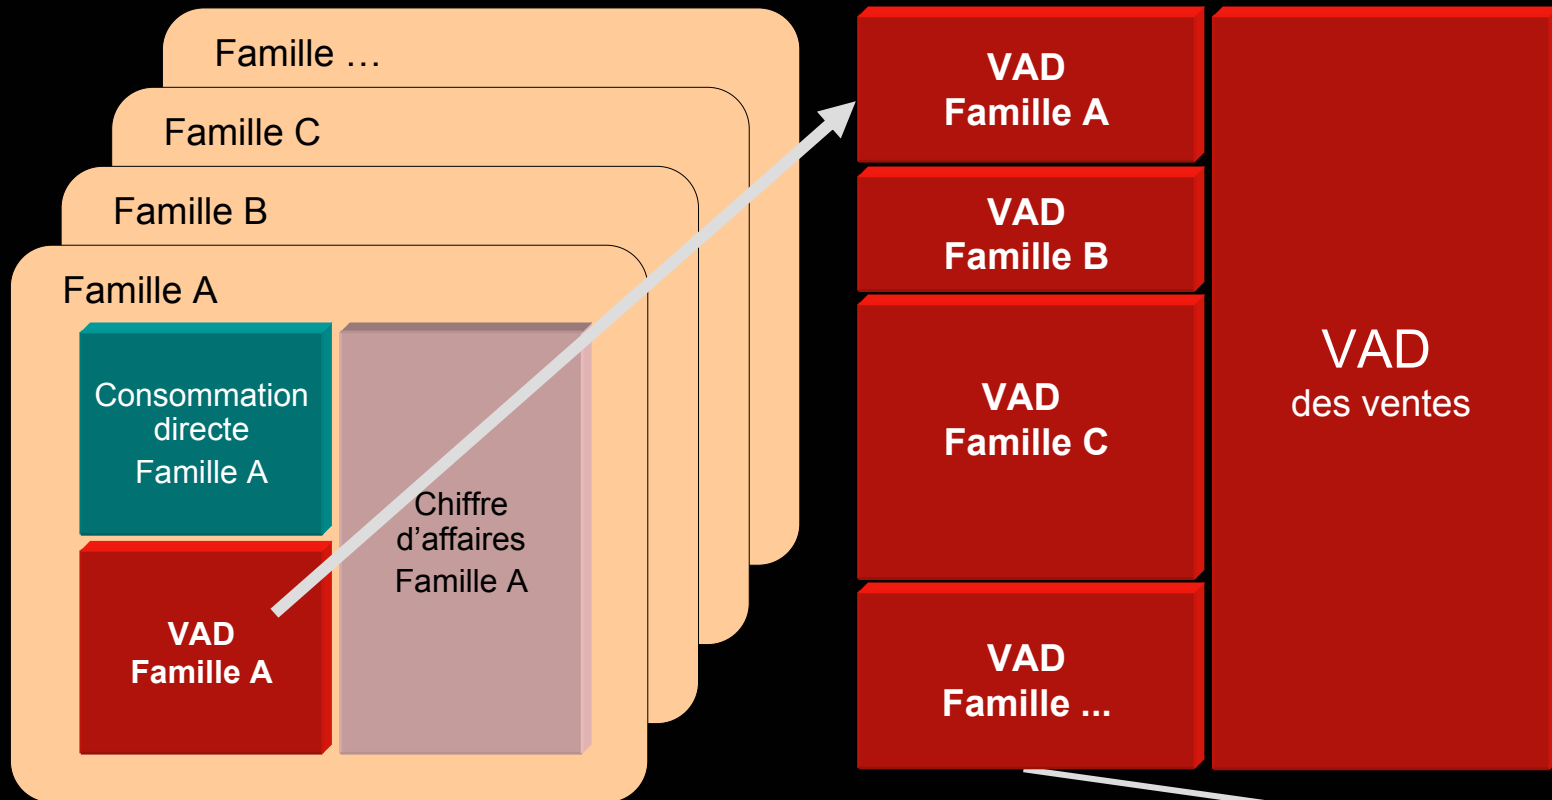 Famille …
Famille C
Famille B
Famille A
Consommation
directe
Famille A
VAD
Famille A
Chiffre
d’affaires
Famille A
VAD
Famille A
VAD
Famille B
VAD
Famille C
VAD
Famille ...
VAD
des ventes